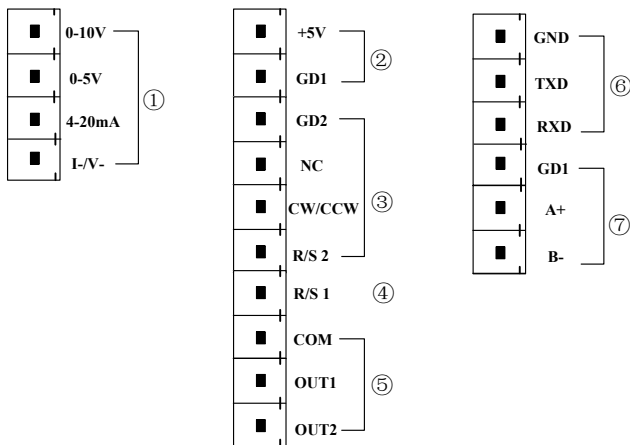 0-10V
0-5V
①
4-20mA
I-/V-
+5V
②
GD1
GD2
NC
CW/CCW
③
R/S 2
R/S 1
④
COM
OUT1
⑤
OUT2
GND
TXD
⑥
RXD
GD1
A+
⑦
B-